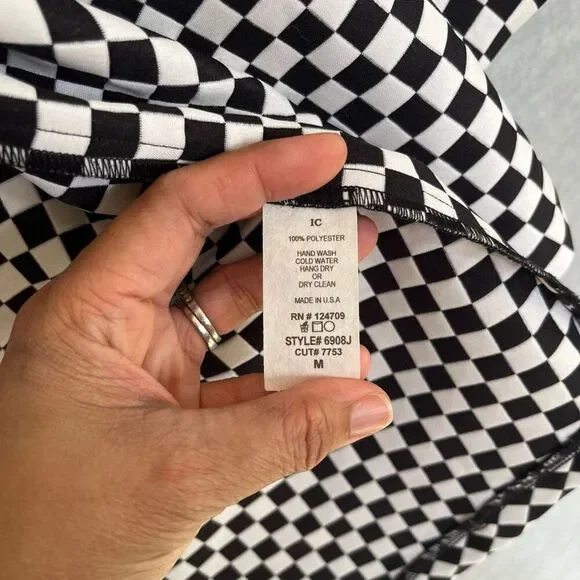 IC
100% POLYESTER
HAND WASH
COLD WATER
HANG DRY
OR
DRY CLEAN
MADE IN U.S.A
RN # 124709
STYLE# 6908J
CUT# 7753
M